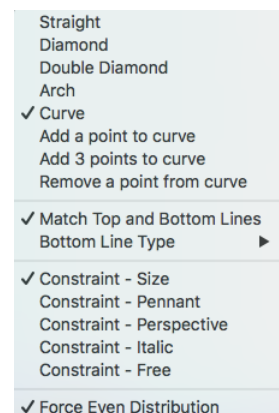 Straight
Diamond
Double Diamond
Arch
✓ Curve
Add a point to curve
Add 3 points to curve
Remove a point from curve
✓ Match Top and Bottom Lines
Bottom Line Type ▶
✓ Constraint - Size
Constraint - Pennant
Constraint - Perspective
Constraint - Italic
Constraint - Free
✓ Force Even Distribution